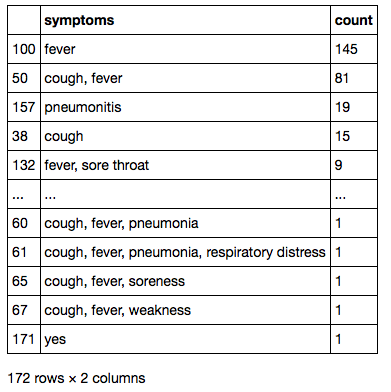 symptoms count
100 fever 145
50 cough, fever 81
157 pneumonitis 19
38 cough 15
132 fever, sore throat 9
... ... ...
60 cough, fever, pneumonia 1
61 cough, fever, pneumonia, respiratory distress 1
65 cough, fever, soreness 1
67 cough, fever, weakness 1
171 yes 1
172 rows × 2 columns